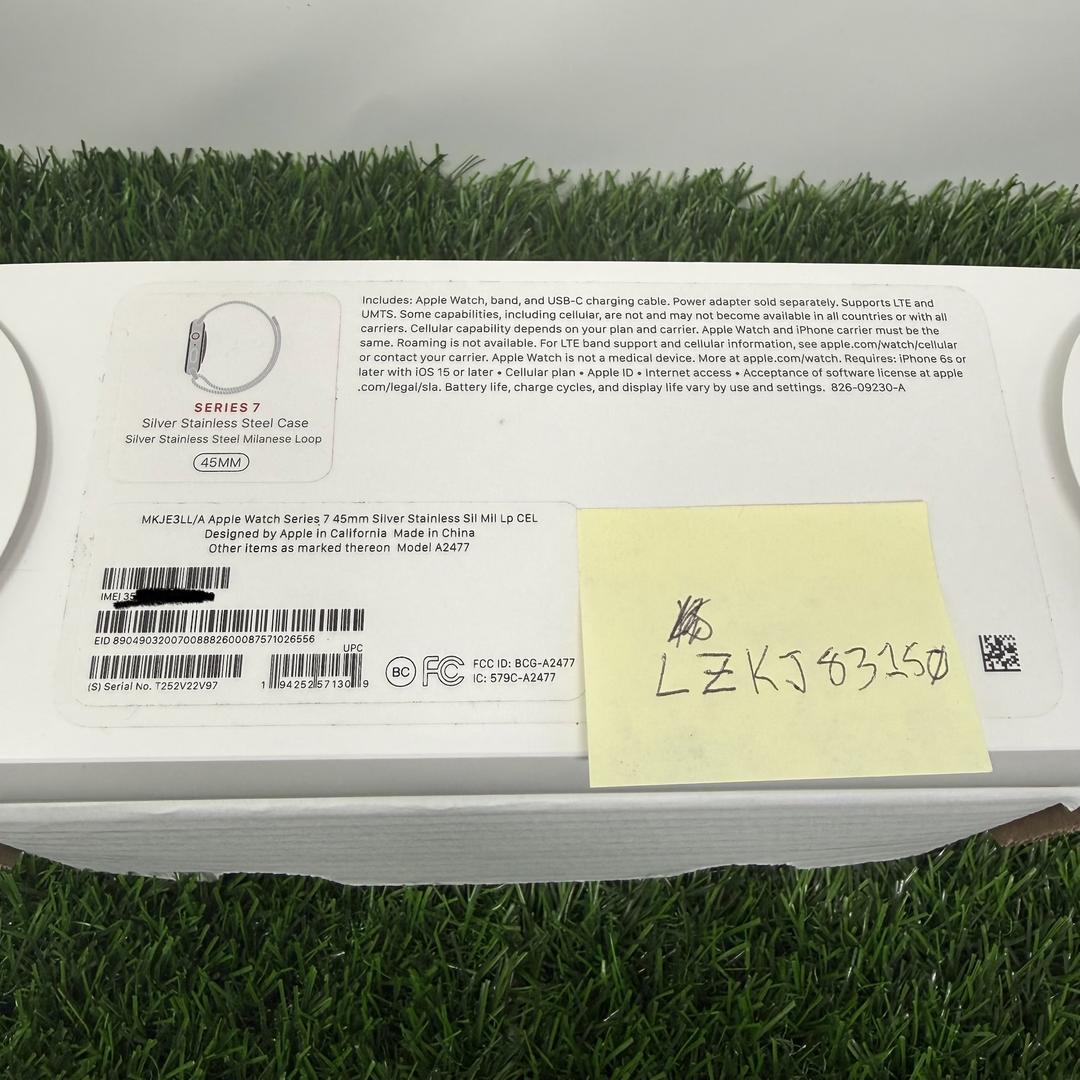 Includes: Apple Watch, band, and USB-C charging cable. Power adapter sold separately. Supports LTE and
UMTS. Some capabilities, including cellular, are not and may not become available in all countries or with all
carriers. Cellular capability depends on your plan and carrier. Apple Watch and iPhone carrier must be the
same. Roaming is not available. For LTE band support and cellular information, see apple.com/watch/cellular
or contact your carrier. Apple Watch is not a medical device. More at apple.com/watch. Requires: iPhone 6s or
later with iOS 15 or later • Cellular plan • Apple ID • Internet access • Acceptance of software license at apple
.com/legal/sla. Battery life, charge cycles, and display life vary by use and settings. 826-09230-A
SERIES 7
Silver Stainless Steel Case
Silver Stainless Steel Milanese Loop
45MM
MKJE3LL/A Apple Watch Series 7 45mm Silver Stainless Sil Mil Lp CEL
Designed by Apple in California Made in China
Other items as marked thereon Model A2477
IMEI 35
EID 89049032007008882600087571026556
UPC
(S) Serial No. T252V22V97
1 94252 57130 9
BC FC
FCC ID: BCG-A2477
IC: 579C-A2477
LZKJ83150